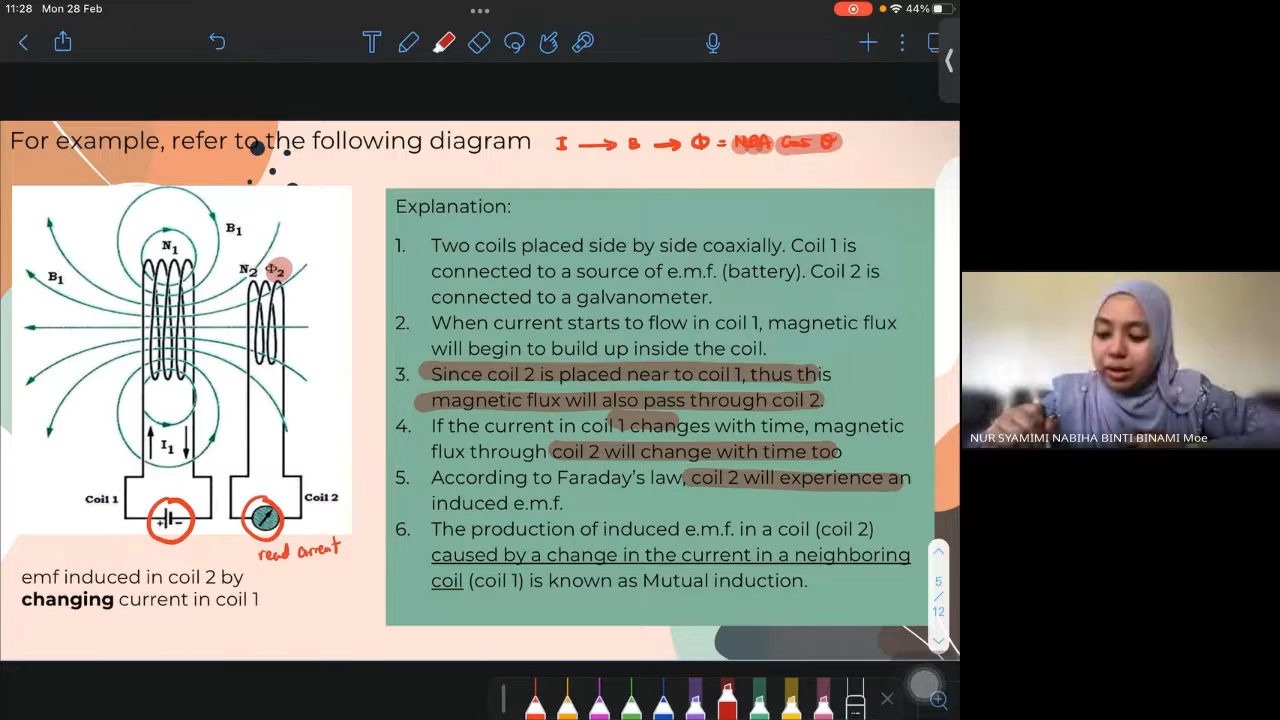 11:28 Mon 28 Feb
44%
For example, refer to the following diagram
I → B → Φ = NBA Cos θ
B1
N1
B1
N2 Φ2
I1
Coil 1
+ -
Coil 2
read current
emf induced in coil 2 by
changing current in coil 1
Explanation:
1. Two coils placed side by side coaxially. Coil 1 is
connected to a source of e.m.f. (battery). Coil 2 is
connected to a galvanometer.
2. When current starts to flow in coil 1, magnetic flux
will begin to build up inside the coil.
3. Since coil 2 is placed near to coil 1, thus this
magnetic flux will also pass through coil 2.
4. If the current in coil 1 changes with time, magnetic
flux through coil 2 will change with time too
5. According to Faraday's law, coil 2 will experience an
induced e.m.f.
6. The production of induced e.m.f. in a coil (coil 2)
caused by a change in the current in a neighboring
coil (coil 1) is known as Mutual induction.
5
/
12
NUR SYAMIMI NABIHA BINTI BINAMI Moe